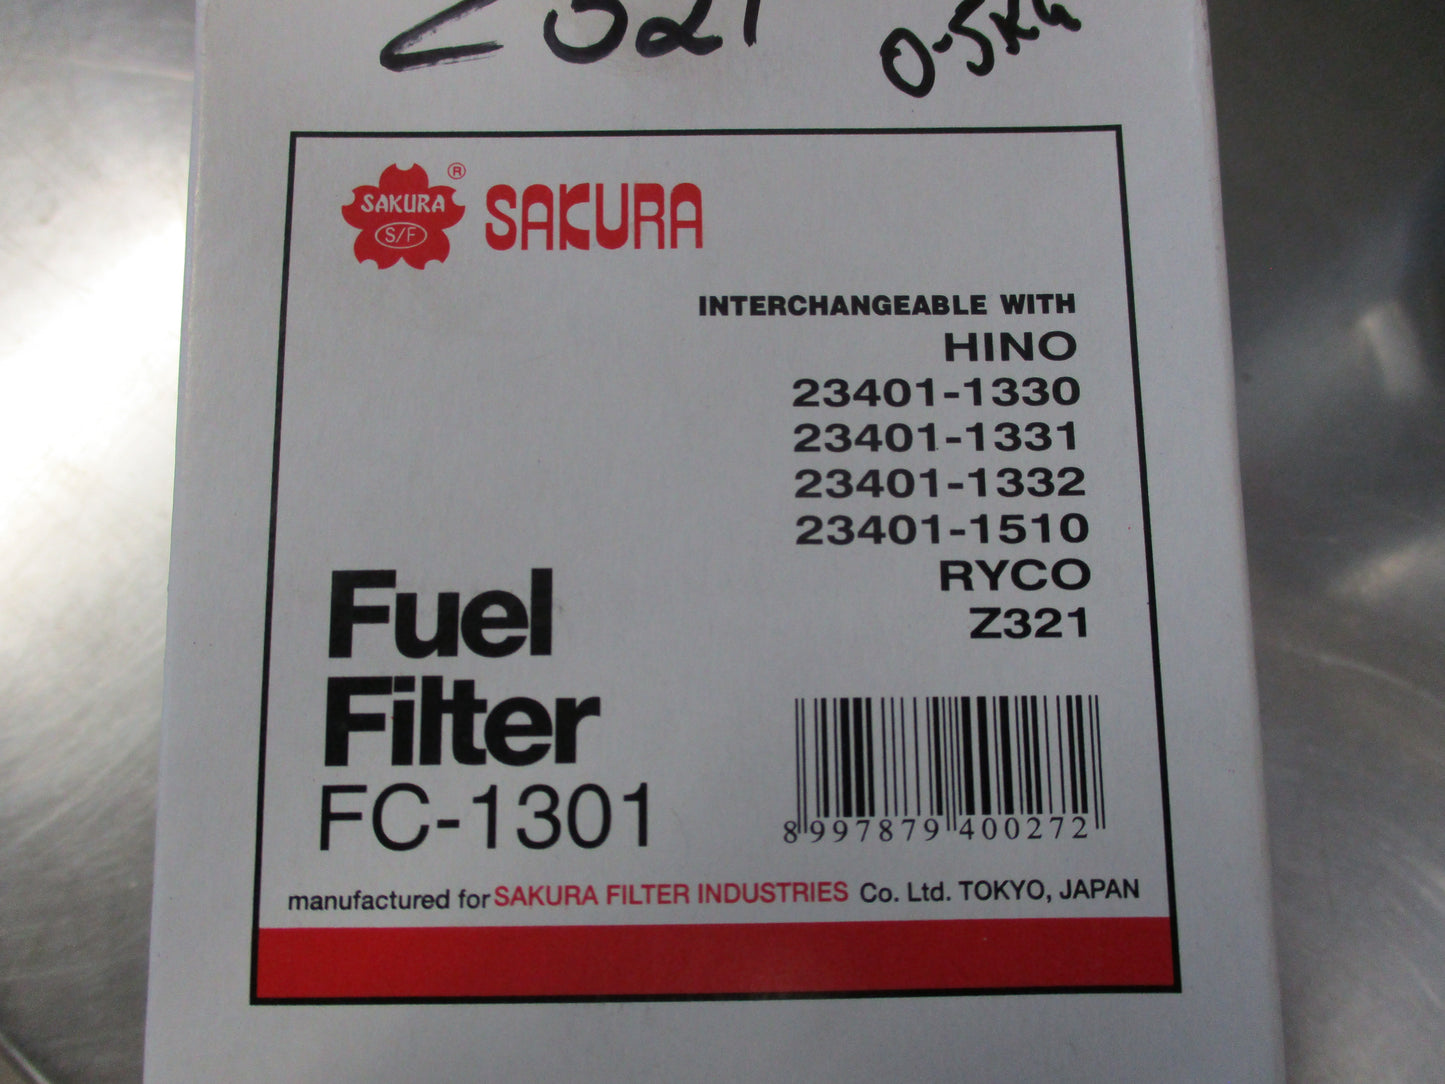 Z321
0-5KG
SAKURA ®
S/F
SAKURA
INTERCHANGEABLE WITH
HINO
23401-1330
23401-1331
23401-1332
23401-1510
RYCO
Z321
Fuel
Filter
FC-1301
8 997879 400272
manufactured for SAKURA FILTER INDUSTRIES Co. Ltd. TOKYO, JAPAN